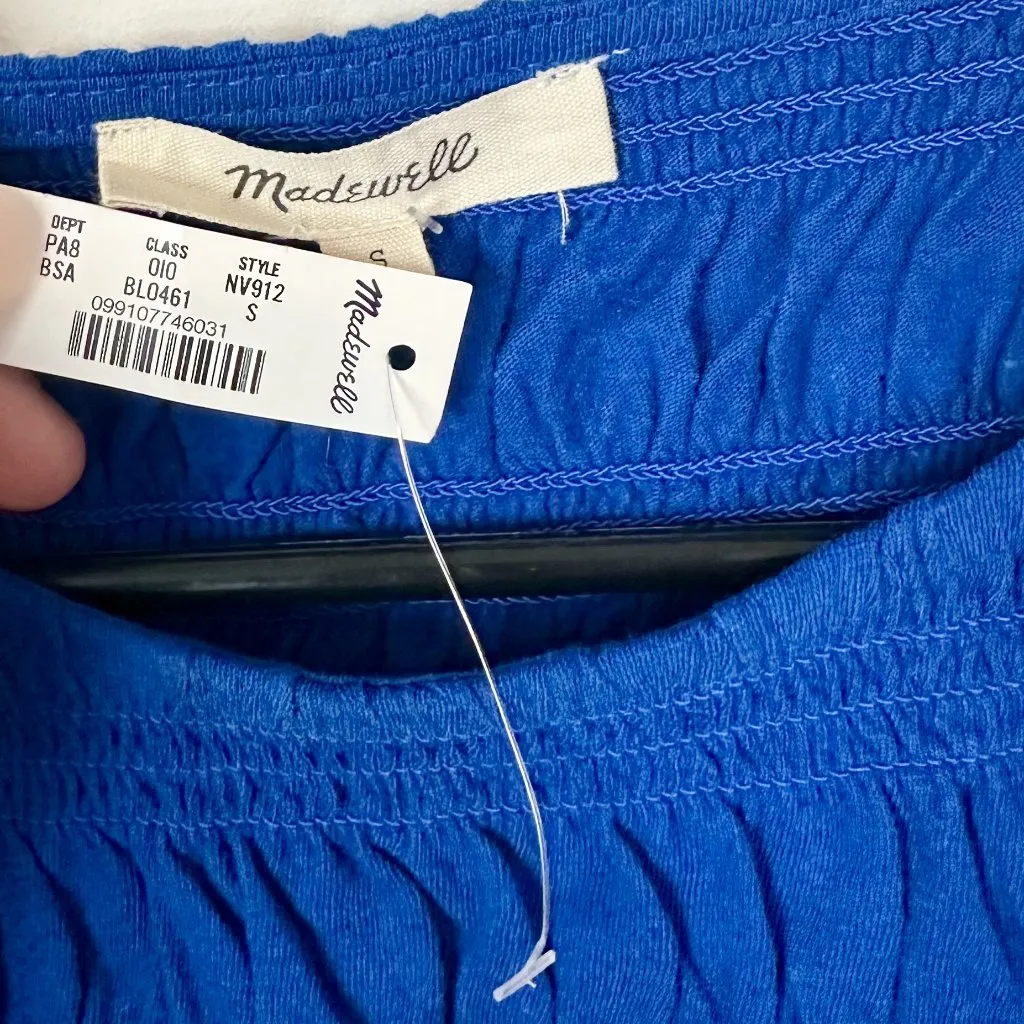 Madewell
S
DEPT CLASS STYLE
PA8 010 NV912
BSA BL0461 S
099107746031
Madewell